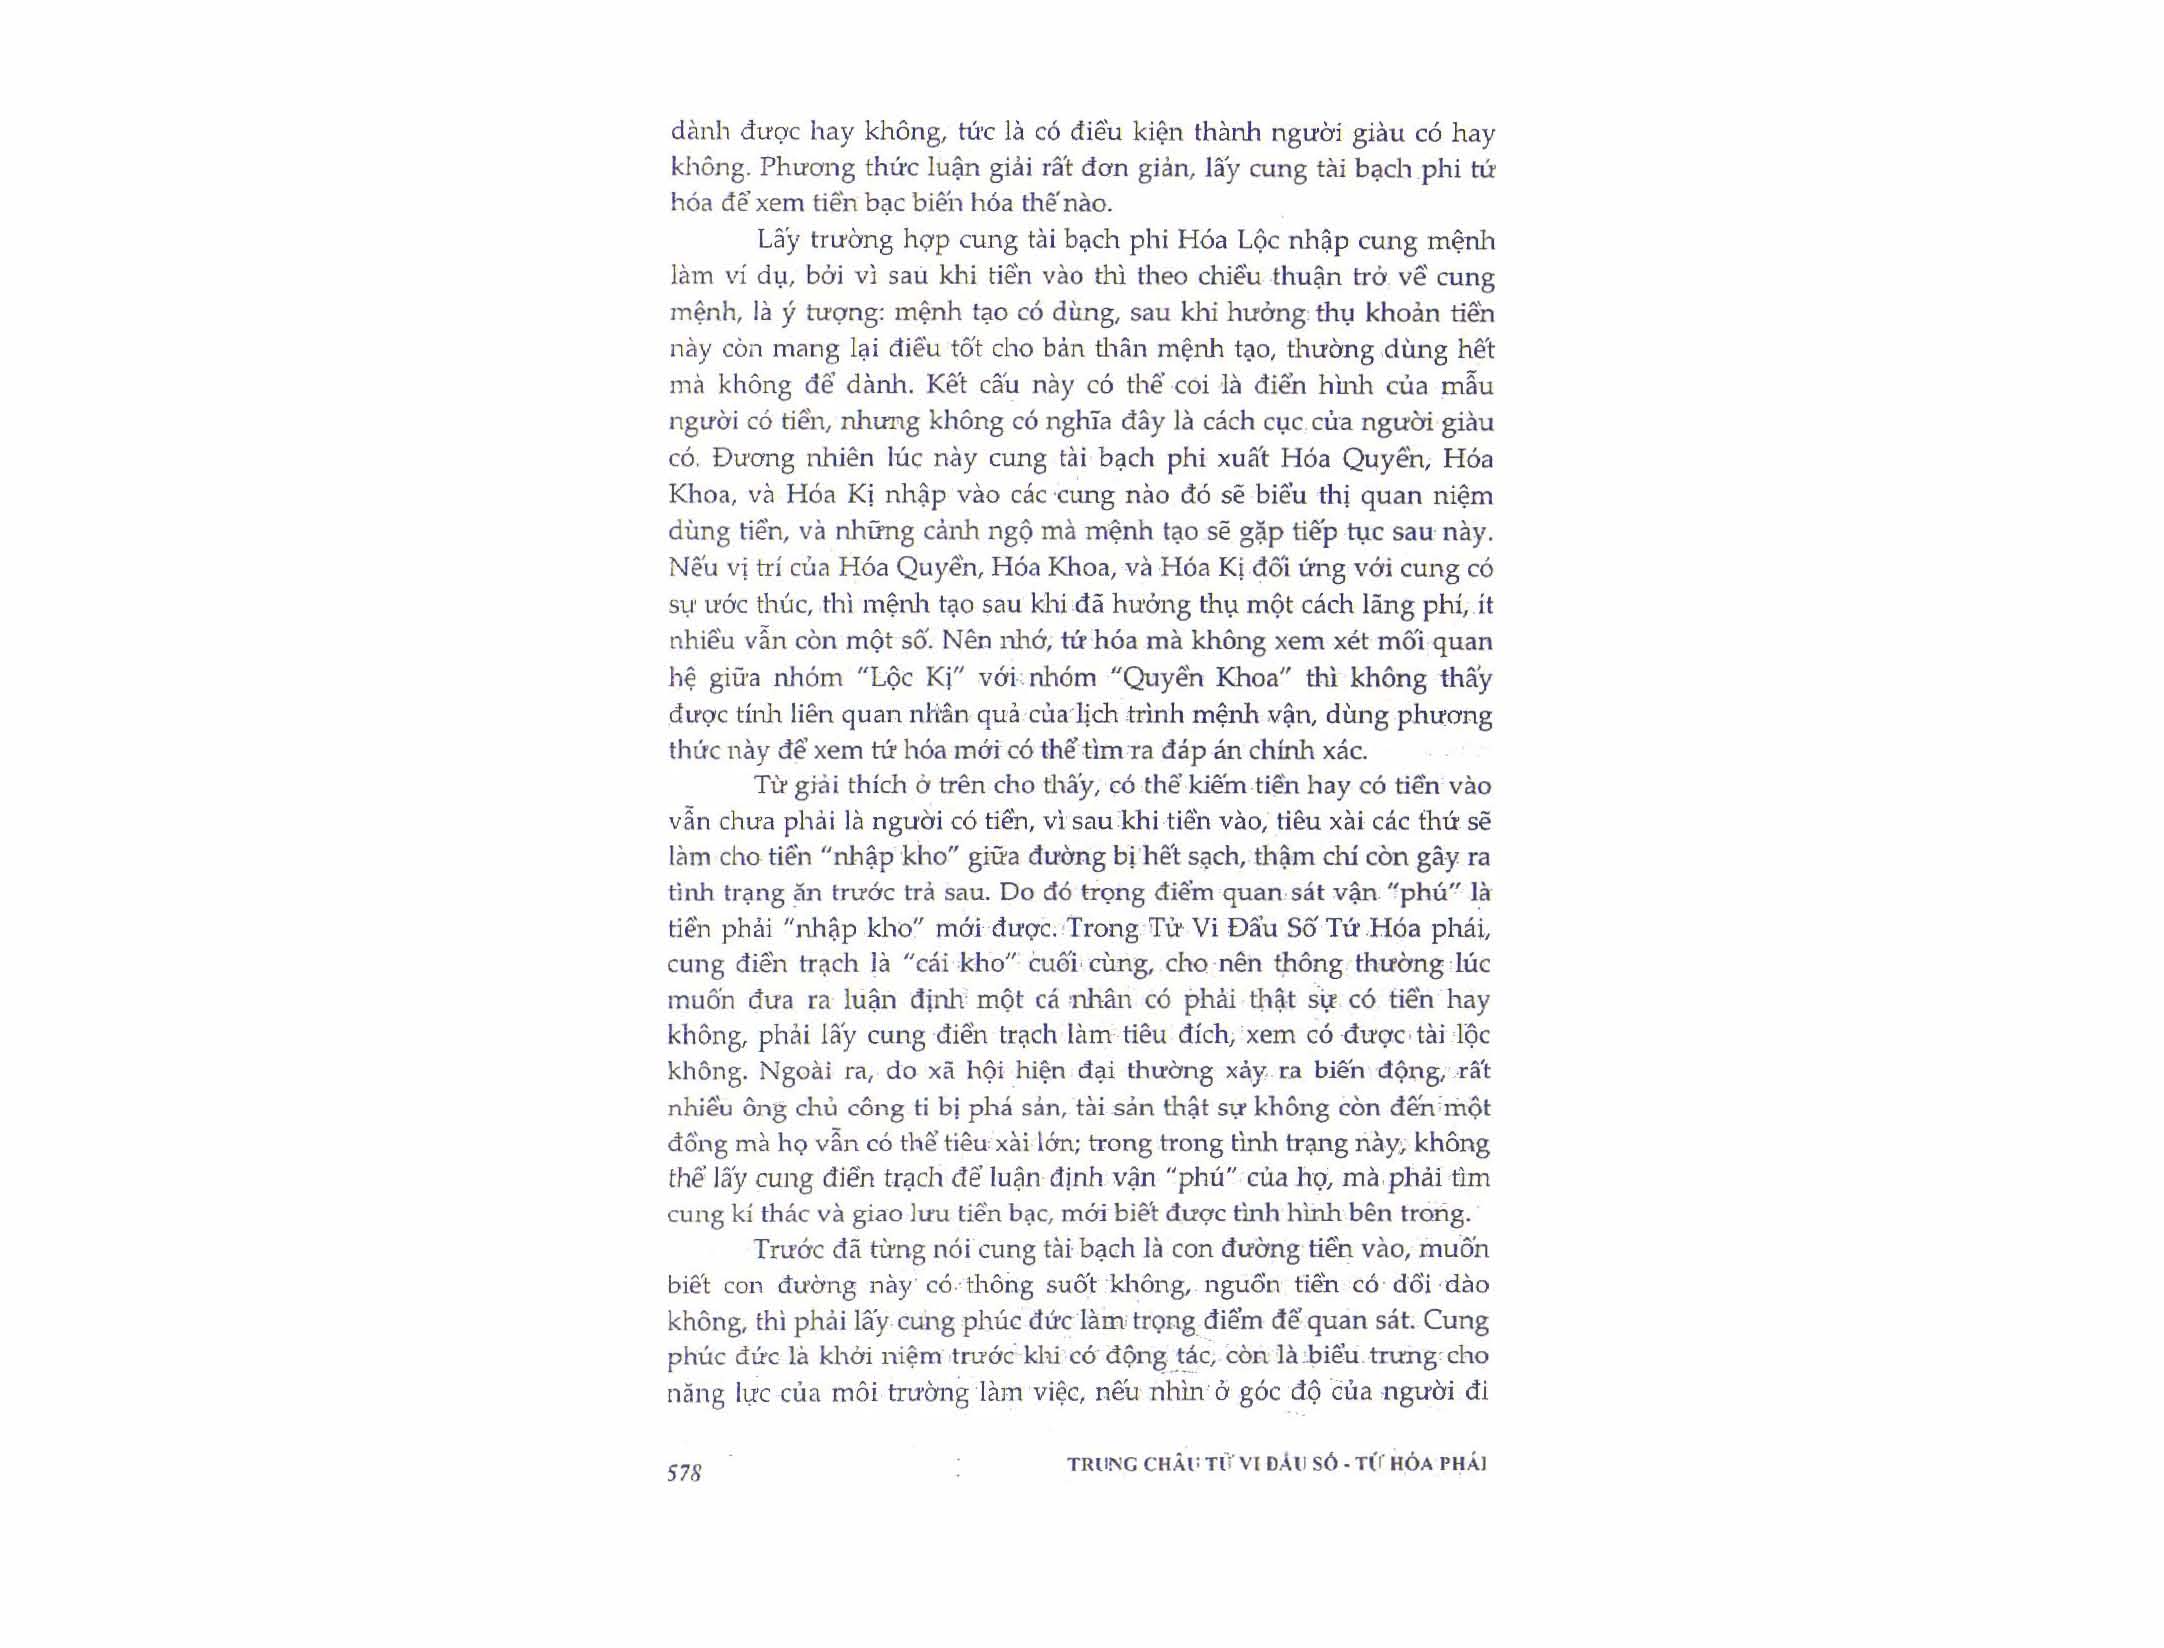 dành được hay không, tức là có điều kiện thành người giàu có hay
không. Phương thức luận giải rất đơn giản, lấy cung tài bạch phi tứ
hóa để xem tiền bạc biến hóa thế nào.
Lấy trường hợp cung tài bạch phi Hóa Lộc nhập cung mệnh
làm ví dụ, bởi vì sau khi tiền vào thì theo chiều thuận trở về cung
mệnh, là ý tượng: mệnh tạo có dùng, sau khi hưởng thụ khoản tiền
này còn mang lại điều tốt cho bản thân mệnh tạo, thường dùng hết
mà không để dành. Kết cấu này có thể coi là điển hình của mẫu
người có tiền, nhưng không có nghĩa đây là cách cục của người giàu
có. Đương nhiên lúc này cung tài bạch phi xuất Hóa Quyền, Hóa
Khoa, và Hóa Kị nhập vào các cung nào đó sẽ biểu thị quan niệm
dùng tiền, và những cảnh ngộ mà mệnh tạo sẽ gặp tiếp tục sau này.
Nếu vị trí của Hóa Quyền, Hóa Khoa, và Hóa Kị đối ứng với cung có
sự ước thúc, thì mệnh tạo sau khi đã hưởng thụ một cách lãng phí, ít
nhiều vẫn còn một số. Nên nhớ, tứ hóa mà không xem xét mối quan
hệ giữa nhóm "Lộc Kị" với nhóm "Quyền Khoa" thì không thấy
được tính liên quan nhân quả của lịch trình mệnh vận, dùng phương
thức này để xem tứ hóa mới có thể tìm ra đáp án chính xác.
Từ giải thích ở trên cho thấy, có thể kiếm tiền hay có tiền vào
vẫn chưa phải là người có tiền, vì sau khi tiền vào, tiêu xài các thứ sẽ
làm cho tiền "nhập kho" giữa đường bị hết sạch, thậm chí còn gây ra
tình trạng ăn trước trả sau. Do đó trọng điểm quan sát vận "phú" là
tiền phải "nhập kho" mới được. Trong Tử Vi Đẩu Số Tứ Hóa phái,
cung điền trạch là "cái kho" cuối cùng, cho nên thông thường lúc
muốn đưa ra luận định một cá nhân có phải thật sự có tiền hay
không, phải lấy cung điền trạch làm tiêu đích, xem có được tài lộc
không. Ngoài ra, do xã hội hiện đại thường xảy ra biến động, rất
nhiều ông chủ công ti bị phá sản, tài sản thật sự không còn đến một
đồng mà họ vẫn có thể tiêu xài lớn; trong trong tình trạng này, không
thể lấy cung điền trạch để luận định vận "phú" của họ, mà phải tìm
cung kí thác và giao lưu tiền bạc, mới biết được tình hình bên trong.
Trước đã từng nói cung tài bạch là con đường tiền vào, muốn
biết con đường này có thông suốt không, nguồn tiền có dồi dào
không, thì phải lấy cung phúc đức làm trọng điểm để quan sát. Cung
phúc đức là khởi niệm trước khi có động tác, còn là biểu trưng cho
năng lực của môi trường làm việc, nếu nhìn ở góc độ của người đi
578
TRUNG CHÂU TỬ VI ĐẨU SỐ - TỨ HÓA PHÁI